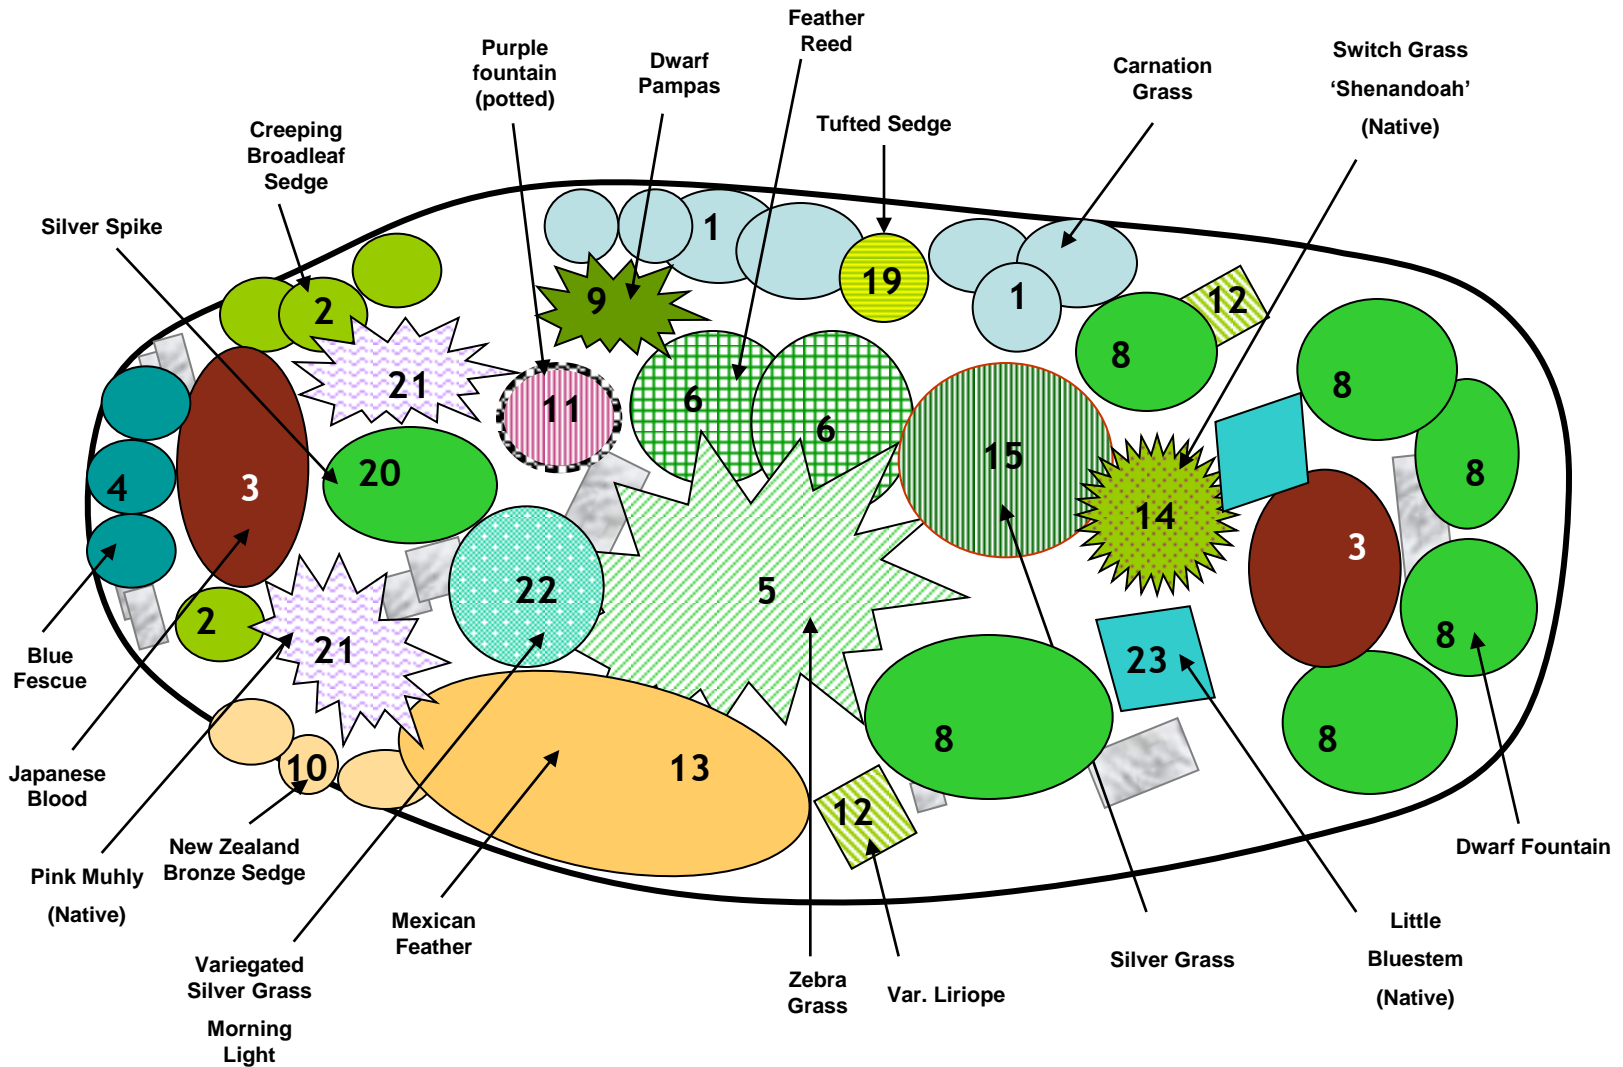 Feather
Reed
Purple
fountain
(potted)
Dwarf
Pampas
Switch Grass
‘Shenandoah’
(Native)
Carnation
Grass
Tufted Sedge
Creeping
Broadleaf
Sedge
Silver Spike
1
19
1
12
2
9
8
8
21
11
6
6
15
20
3
4
14
8
3
5
22
2
21
8
23
8
8
10
13
12
Blue
Fescue
Japanese
Blood
New Zealand
Bronze Sedge
Pink Muhly
(Native)
Variegated
Silver Grass
Morning
Light
Mexican
Feather
Zebra
Grass
Var. Liriope
Silver Grass
Little
Bluestem
(Native)
Dwarf Fountain